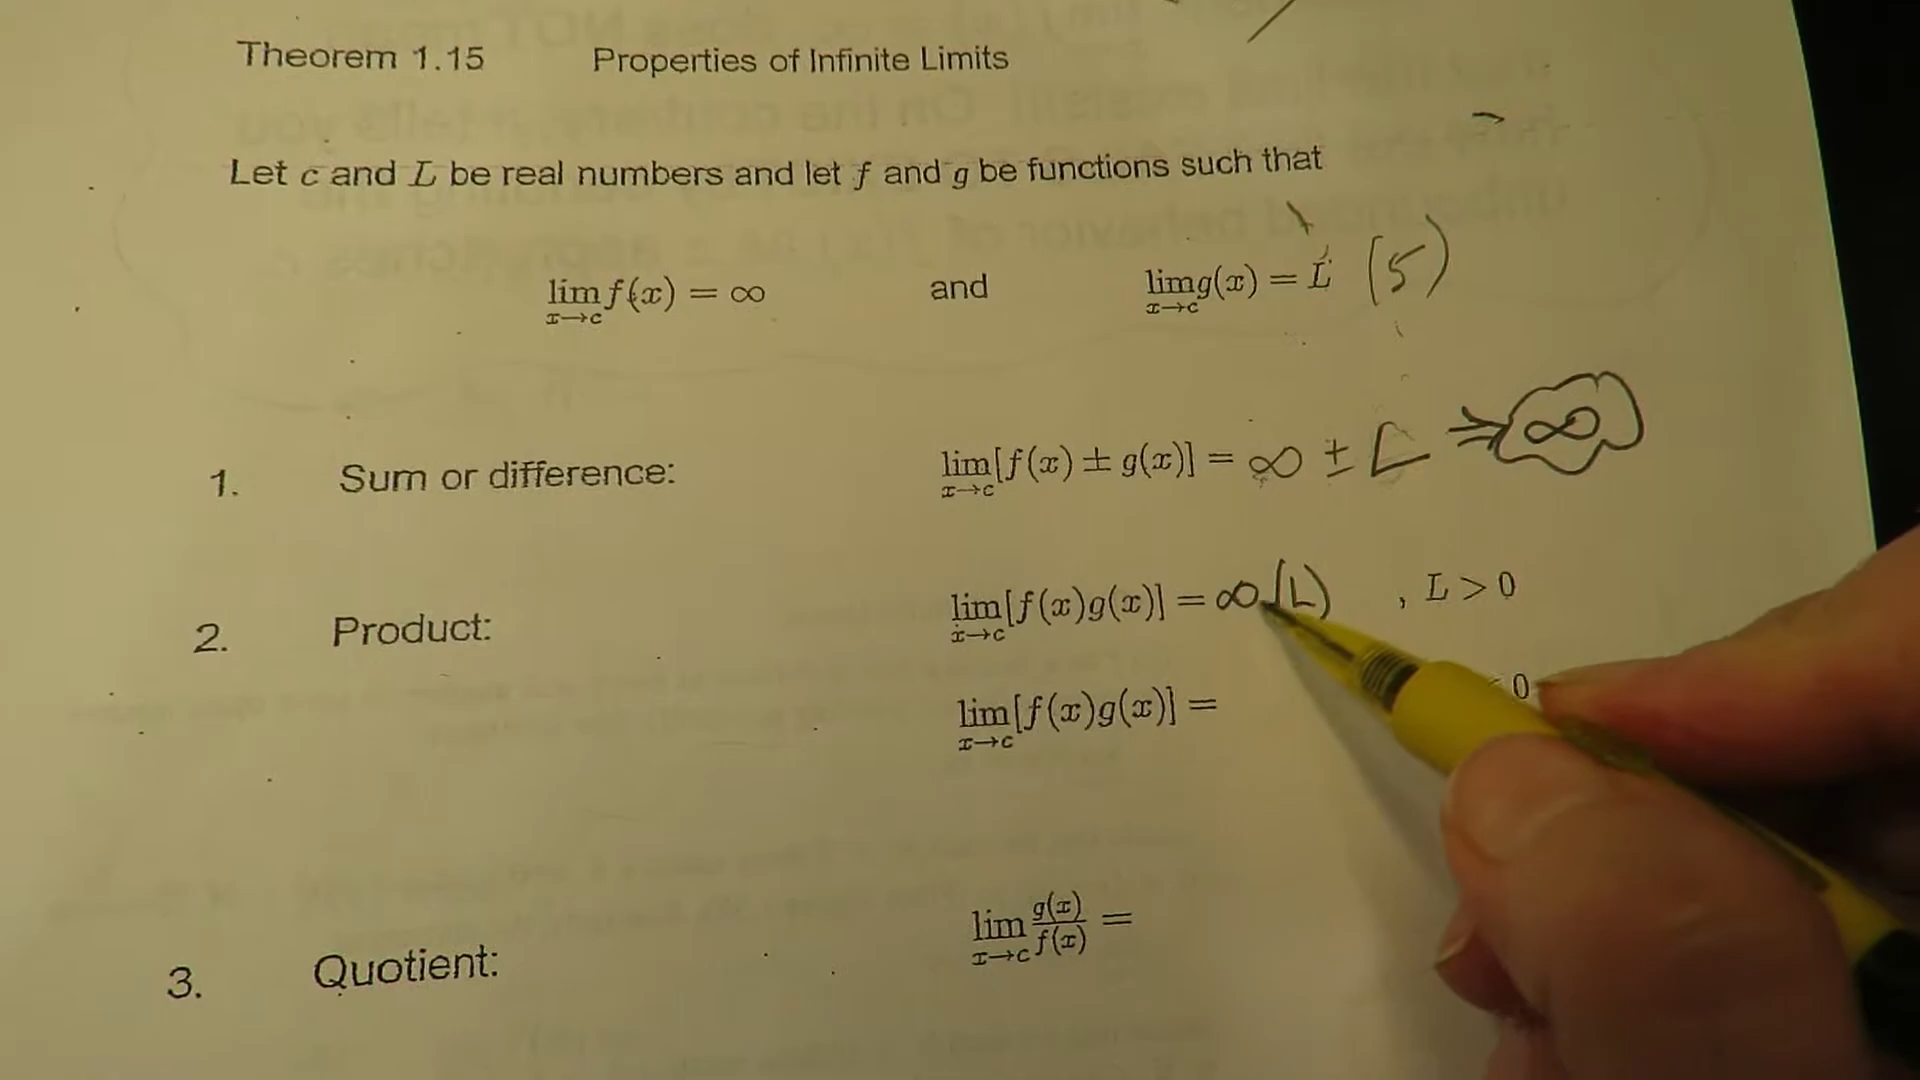 Theorem 1.15 Properties of Infinite Limits
Let c and L be real numbers and let f and g be functions such that
lim x→c f(x) = ∞ and lim x→c g(x) = L (5)
1. Sum or difference: lim x→c [f(x) ± g(x)] = ∞ ± L ⇒ ∞
2. Product: lim x→c [f(x)g(x)] = ∞(L) , L > 0
lim x→c [f(x)g(x)] = < 0
3. Quotient: lim x→c g(x)/f(x) =